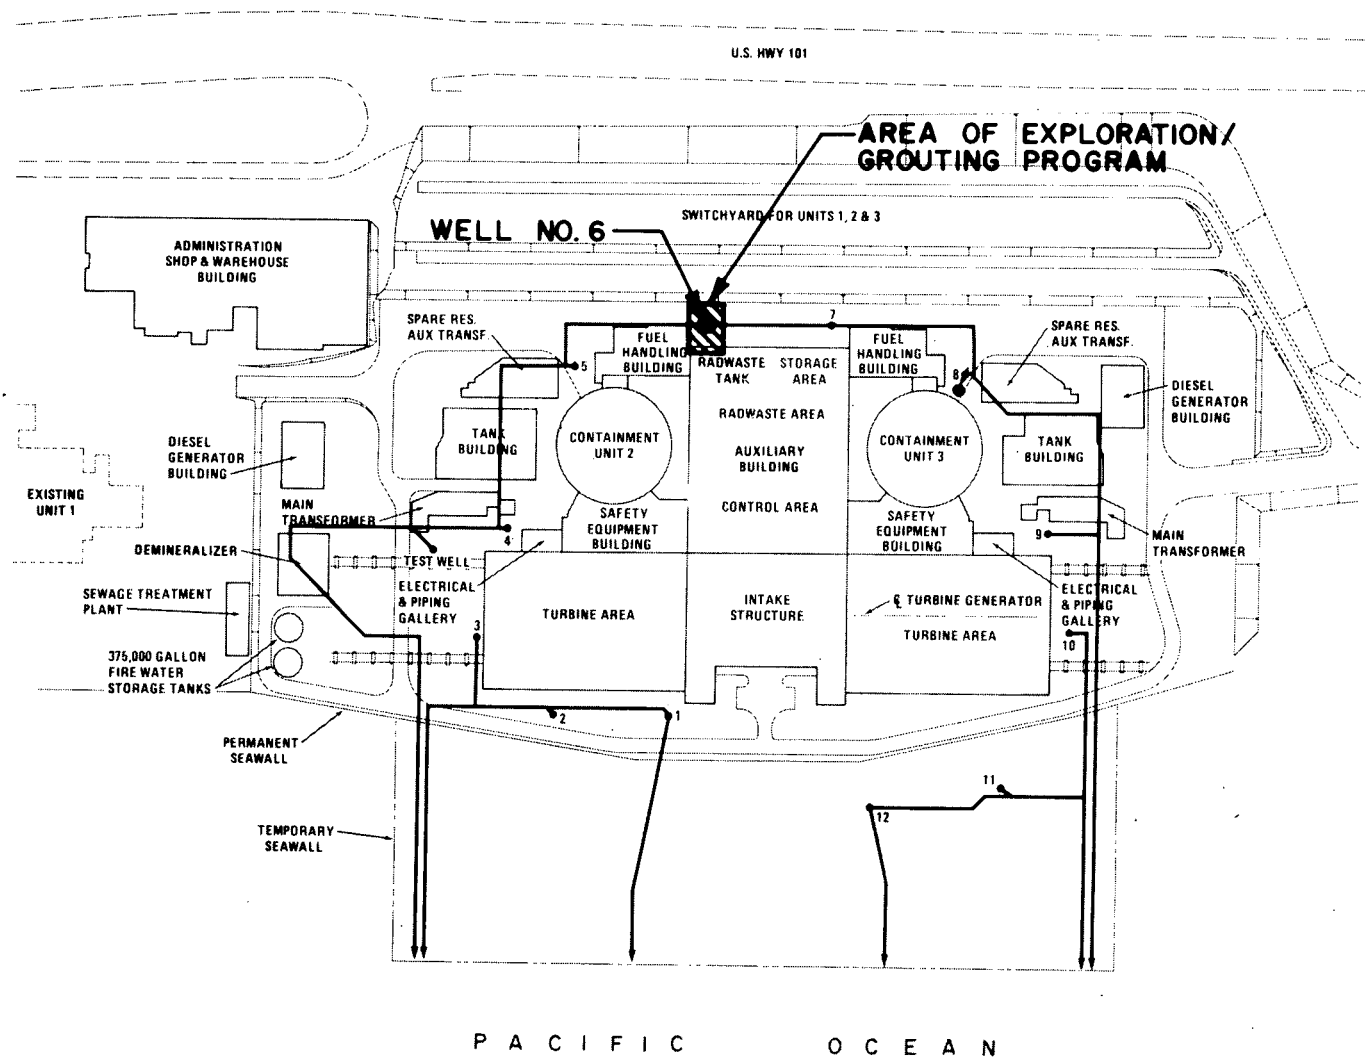 U.S. HWY 101
AREA OF EXPLORATION/
GROUTING PROGRAM
SWITCHYARD FOR UNITS 1, 2 & 3
WELL NO. 6
ADMINISTRATION
SHOP & WAREHOUSE
BUILDING
SPARE RES.
AUX TRANSF.
7
SPARE RES.
AUX TRANSF.
FUEL
HANDLING
BUILDING
FUEL
HANDLING
BUILDING
5
RADWASTE
TANK
STORAGE
AREA
8
DIESEL
GENERATOR
BUILDING
RADWASTE AREA
TANK
BUILDING
CONTAINMENT
UNIT 2
AUXILIARY
BUILDING
CONTAINMENT
UNIT 3
TANK
BUILDING
DIESEL
GENERATOR
BUILDING
EXISTING
UNIT 1
MAIN
TRANSFORMER
CONTROL AREA
SAFETY
EQUIPMENT
BUILDING
SAFETY
EQUIPMENT
BUILDING
4
9
MAIN
TRANSFORMER
DEMINERALIZER
TEST WELL
SEWAGE TREATMENT
PLANT
ELECTRICAL
& PIPING
GALLERY
TURBINE AREA
INTAKE
STRUCTURE
℄ TURBINE GENERATOR
TURBINE AREA
ELECTRICAL
& PIPING
GALLERY
3
10
375,000 GALLON
FIRE WATER
STORAGE TANKS
2
1
PERMANENT
SEAWALL
11
12
TEMPORARY
SEAWALL
PACIFIC OCEAN